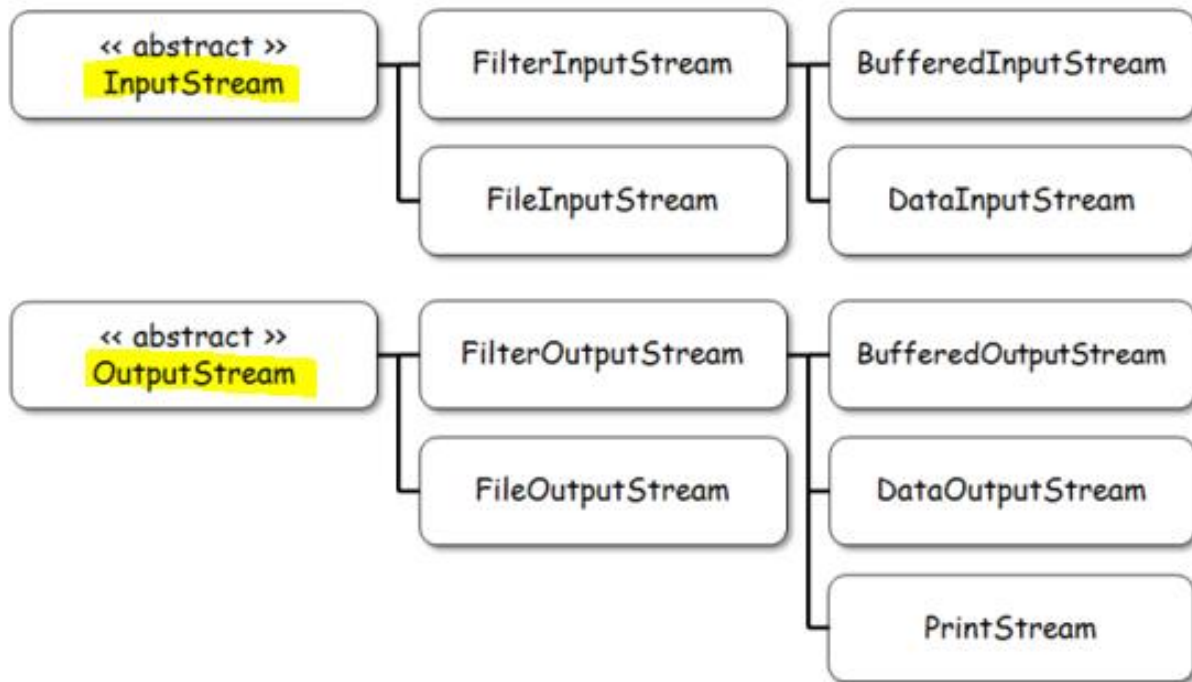 << abstract >>
InputStream
FilterInputStream
BufferedInputStream
FileInputStream
DataInputStream
<< abstract >>
OutputStream
FilterOutputStream
BufferedOutputStream
FileOutputStream
DataOutputStream
PrintStream